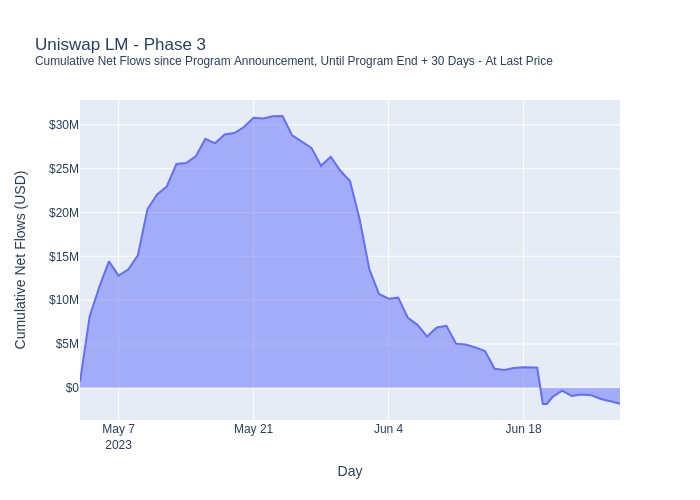 Uniswap LM - Phase 3
Cumulative Net Flows since Program Announcement, Until Program End + 30 Days - At Last Price
$30M
$25M
$20M
$15M
$10M
$5M
$0
Cumulative Net Flows (USD)
May 7
2023
May 21
Jun 4
Jun 18
Day